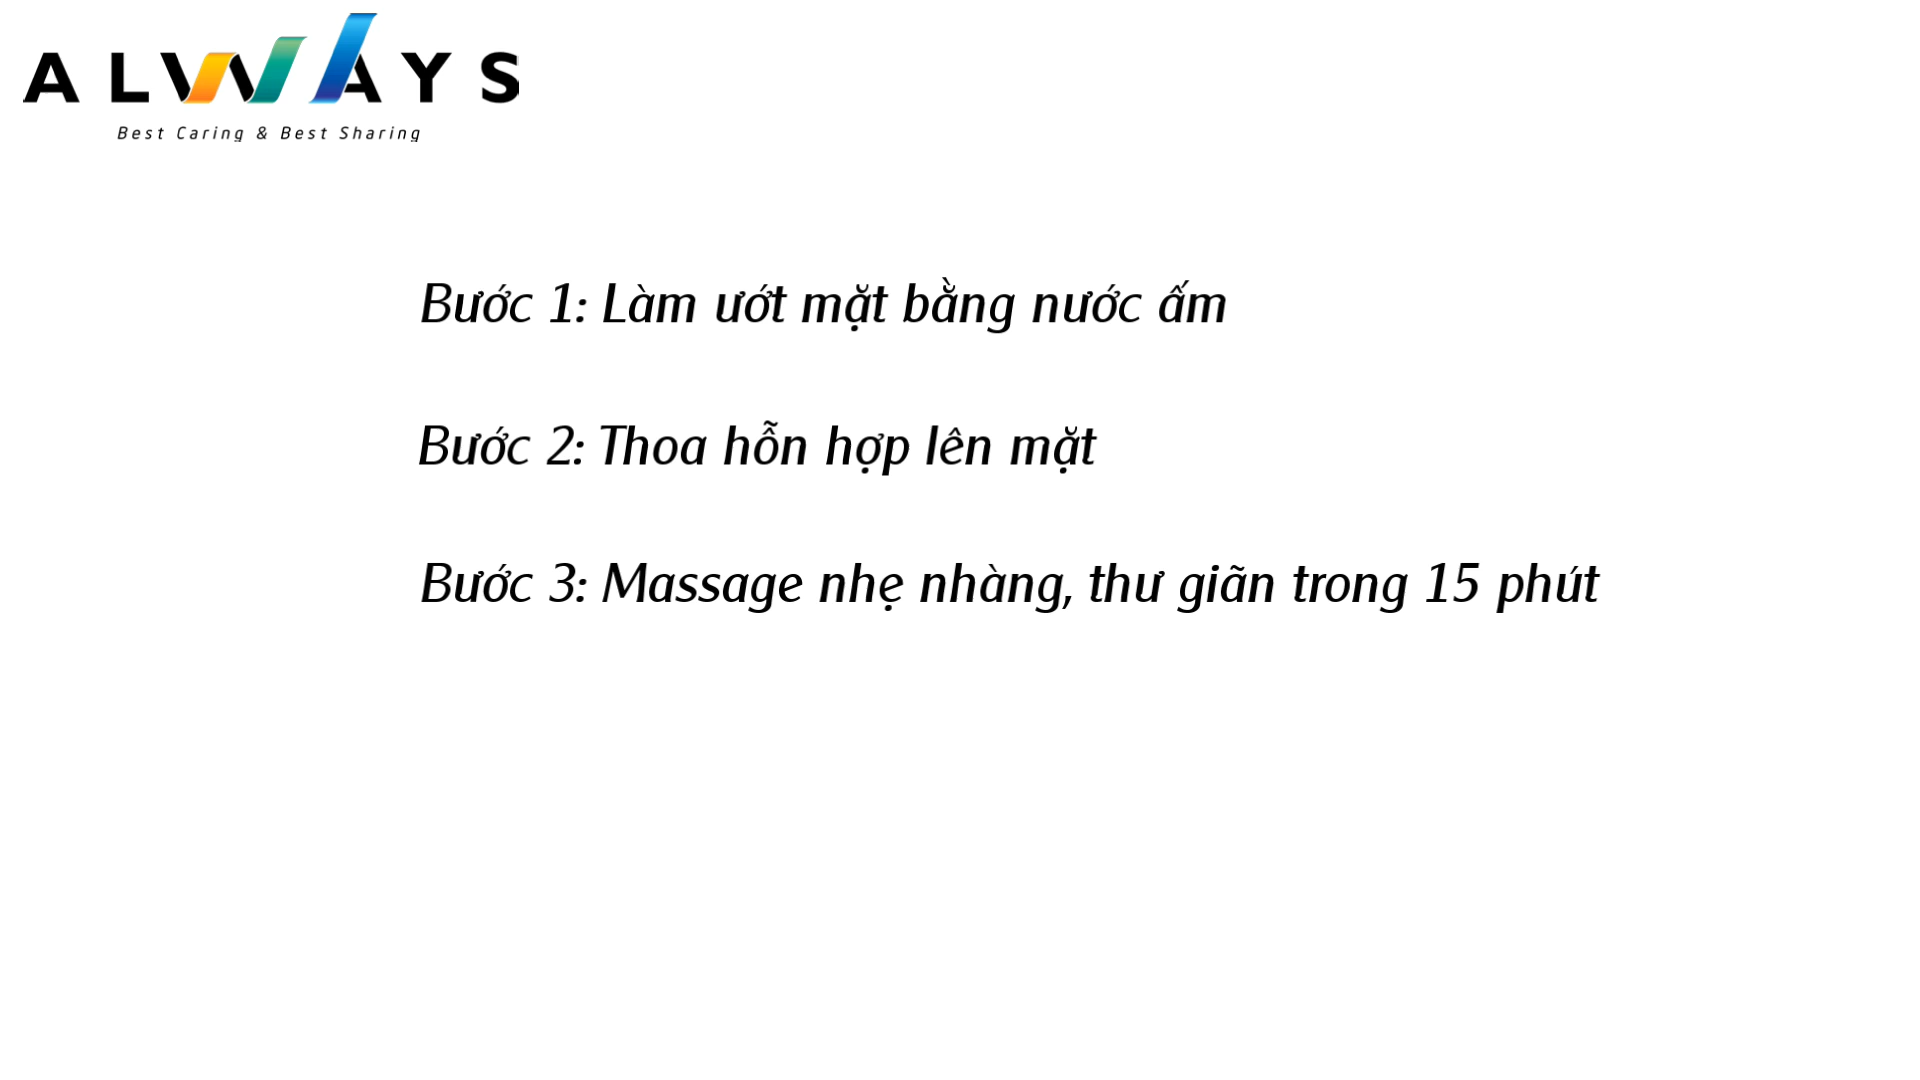 ALWAYS
Best Caring & Best Sharing
Bước 1: Làm ướt mặt bằng nước ấm
Bước 2: Thoa hỗn hợp lên mặt
Bước 3: Massage nhẹ nhàng, thư giãn trong 15 phút